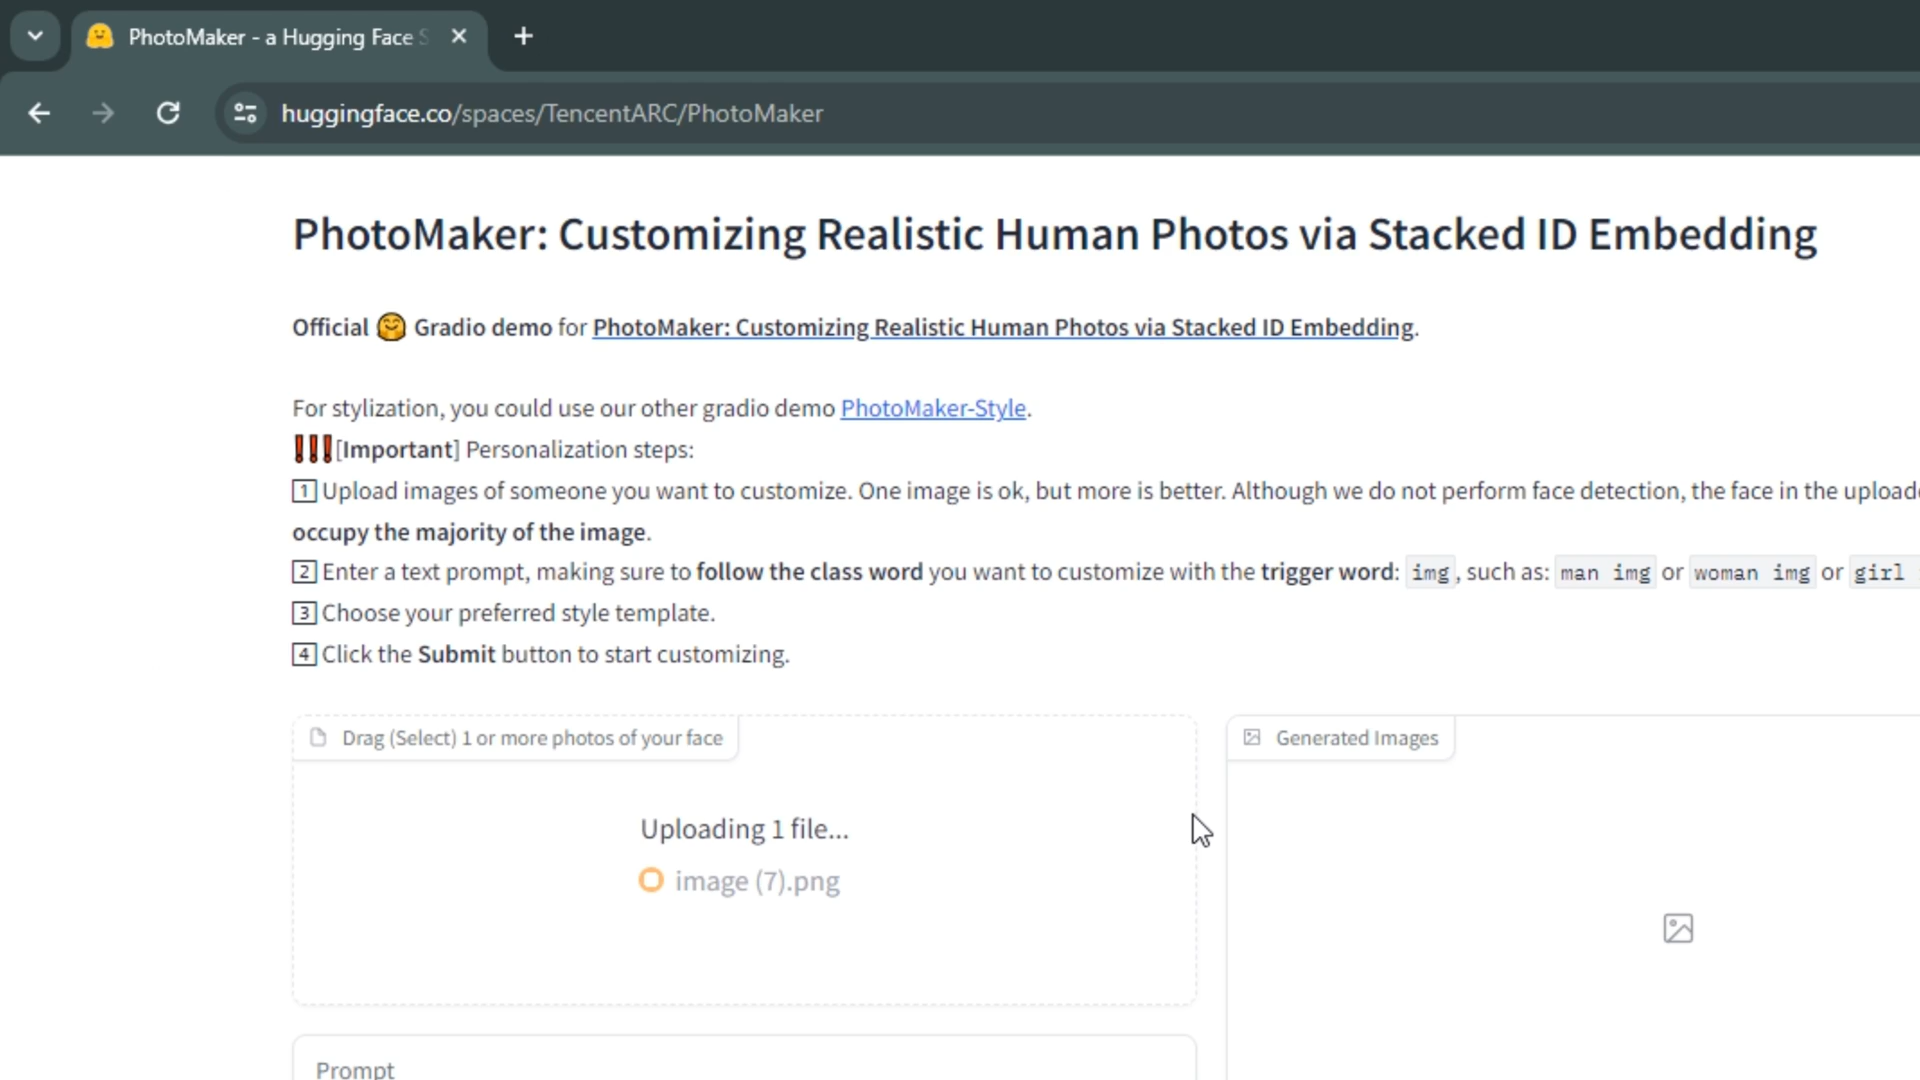 PhotoMaker - a Hugging Face S
huggingface.co/spaces/TencentARC/PhotoMaker
PhotoMaker: Customizing Realistic Human Photos via Stacked ID Embedding
Official 🤗 Gradio demo for PhotoMaker: Customizing Realistic Human Photos via Stacked ID Embedding.
For stylization, you could use our other gradio demo PhotoMaker-Style.
❗❗❗[Important] Personalization steps:
1️⃣ Upload images of someone you want to customize. One image is ok, but more is better. Although we do not perform face detection, the face in the upload
occupy the majority of the image.
2️⃣ Enter a text prompt, making sure to follow the class word you want to customize with the trigger word: img, such as: man img or woman img or girl
3️⃣ Choose your preferred style template.
4️⃣ Click the Submit button to start customizing.
Drag (Select) 1 or more photos of your face
Generated Images
Uploading 1 file...
image (7).png
Prompt